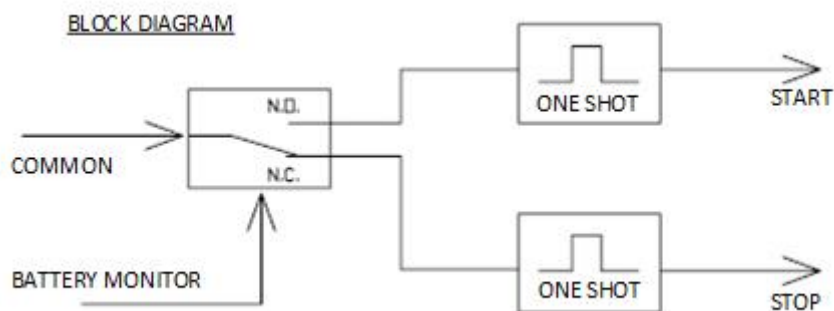 BLOCK DIAGRAM
N.O.
ONE SHOT
START
COMMON
N.C.
BATTERY MONITOR
ONE SHOT
STOP